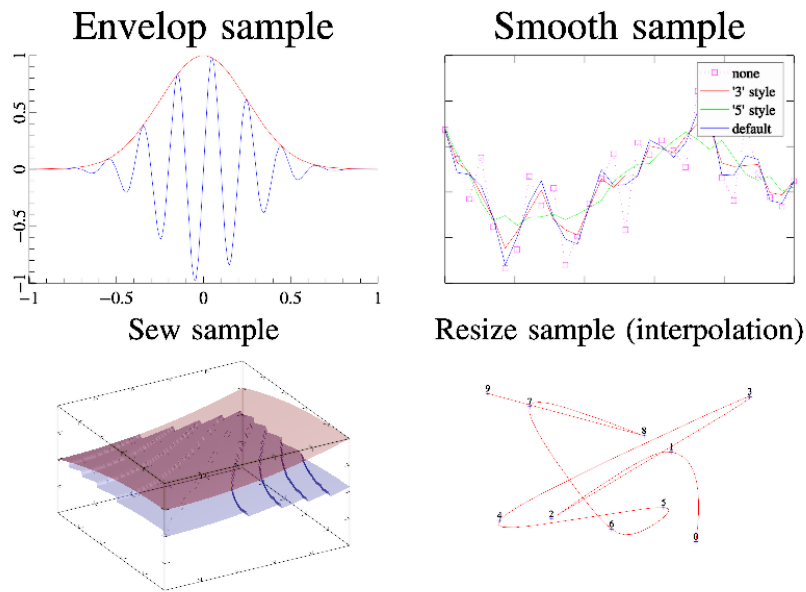 Envelop sample
Smooth sample
1
0.5
0
−0.5
−1
−1 −0.5 0 0.5 1
none
'3' style
'5' style
default
Sew sample
Resize sample (interpolation)
9
7
3
8
1
4
2
5
6
0